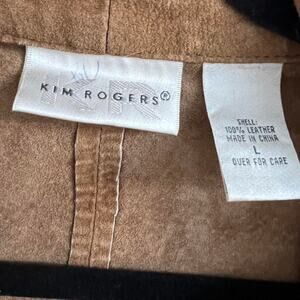 KIM ROGERS®
SHELL:
100% LEATHER
MADE IN CHINA
L
OVER FOR CARE